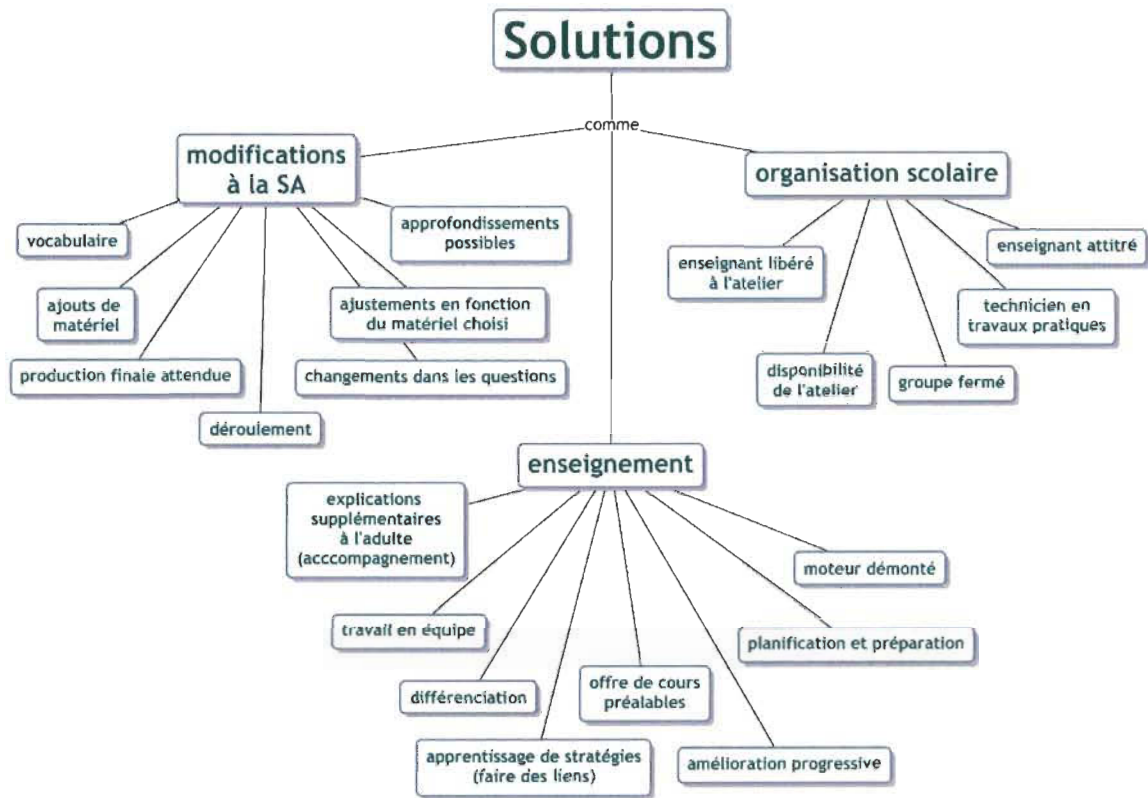 Solutions
comme
modifications
à la SA
organisation scolaire
vocabulaire
approfondissements
possibles
enseignant libéré
à l'atelier
enseignant attitré
ajouts de
matériel
ajustements en fonction
du matériel choisi
technicien en
travaux pratiques
production finale attendue
changements dans les questions
disponibilité
de l'atelier
groupe fermé
déroulement
enseignement
explications
supplémentaires
à l'adulte
(acccompagnement)
moteur démonté
travail en équipe
planification et préparation
différenciation
offre de cours
préalables
apprentissage de stratégies
(faire des liens)
amélioration progressive